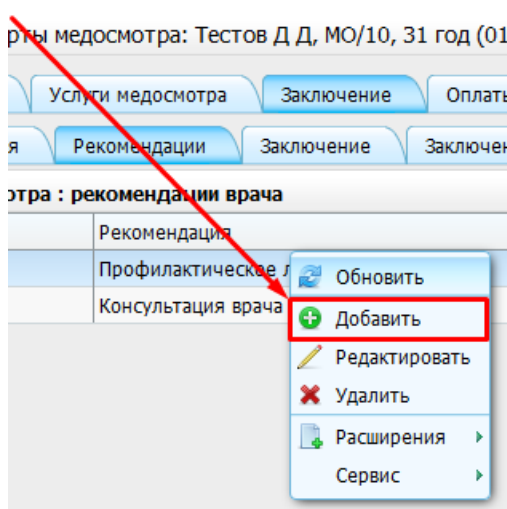 рты медосмотра: Тестов Д Д, МО/10, 31 год (01
Услуги медосмотра Заключение Оплаты
я Рекомендации Заключение Заключен
отра : рекомендации врача
Рекомендация
Профилактическое л
Консультация врача
Обновить
Добавить
Редактировать
Удалить
Расширения
Сервис